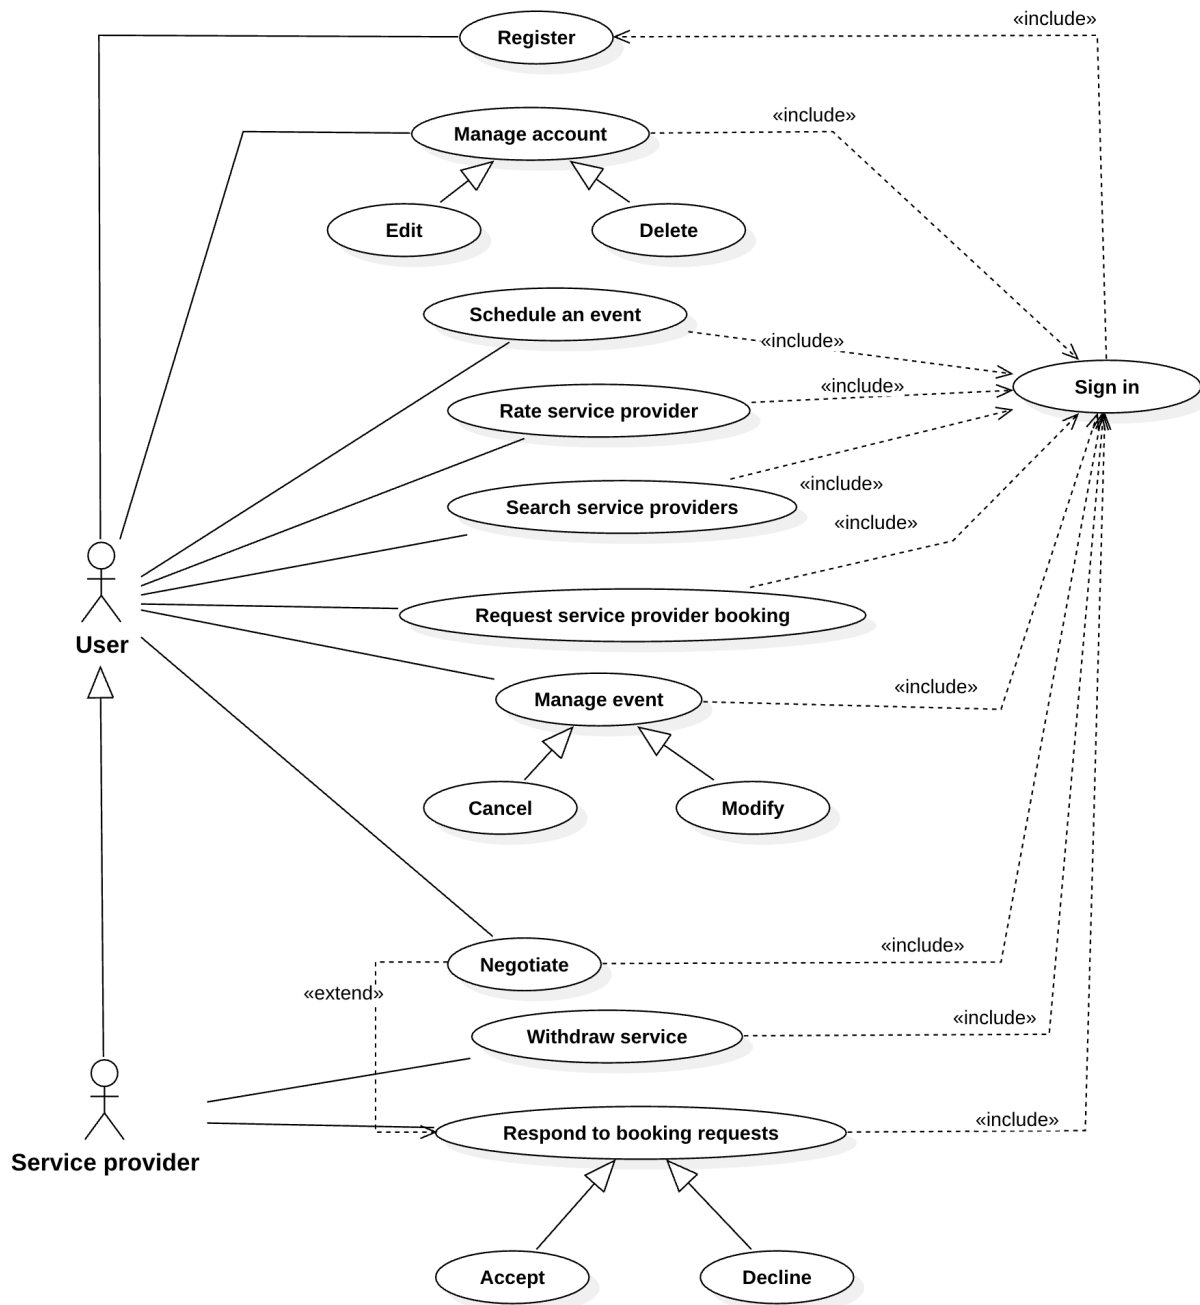 «include»
Register
«include»
Manage account
Edit
Delete
Schedule an event
«include»
Sign in
«include»
Rate service provider
«include»
Search service providers
«include»
Request service provider booking
User
«include»
Manage event
Cancel
Modify
«include»
Negotiate
«extend»
«include»
Withdraw service
«include»
Respond to booking requests
Service provider
Accept
Decline